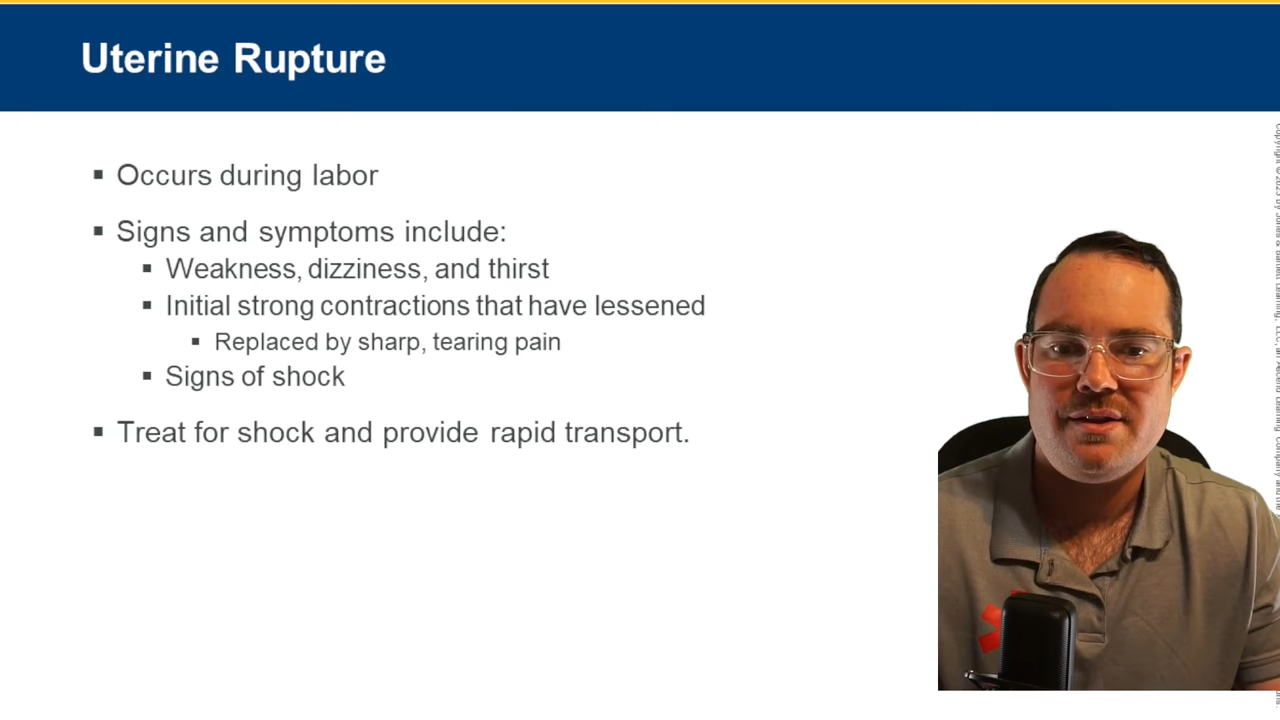 Uterine Rupture
▪ Occurs during labor
▪ Signs and symptoms include:
▪ Weakness, dizziness, and thirst
▪ Initial strong contractions that have lessened
▪ Replaced by sharp, tearing pain
▪ Signs of shock
▪ Treat for shock and provide rapid transport.